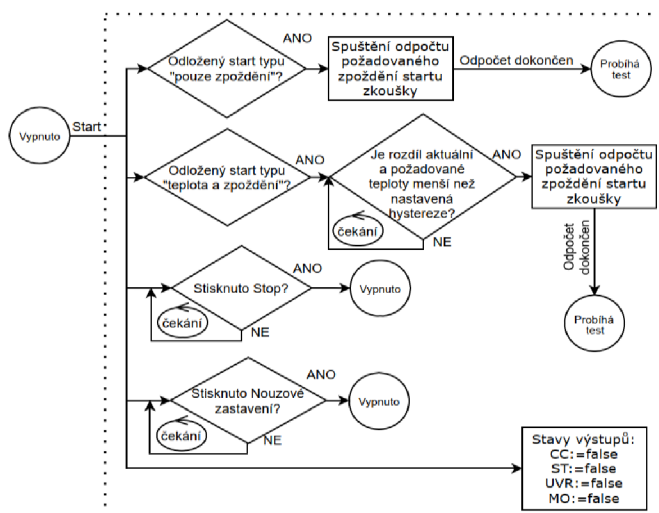 ANO
Odložený start typu
"pouze zpoždění"?
Spuštění odpočtu
požadovaného
zpoždění startu
zkoušky
Odpočet dokončen
Probíhá
test
Vypnuto
Start
Odložený start typu
"teplota a zpoždění"?
ANO
Je rozdíl aktuální
a požadované
teploty menší než
nastavená
hystereze?
ANO
čekání
NE
Spuštění odpočtu
požadovaného
zpoždění startu
zkoušky
Odpočet
dokončen
Probíhá
test
ANO
Stisknuto Stop?
Vypnuto
čekání
NE
ANO
Stisknuto Nouzové
zastavení?
Vypnuto
čekání
NE
Stavy výstupů:
CC:=false
ST:=false
UVR:=false
MO:=false